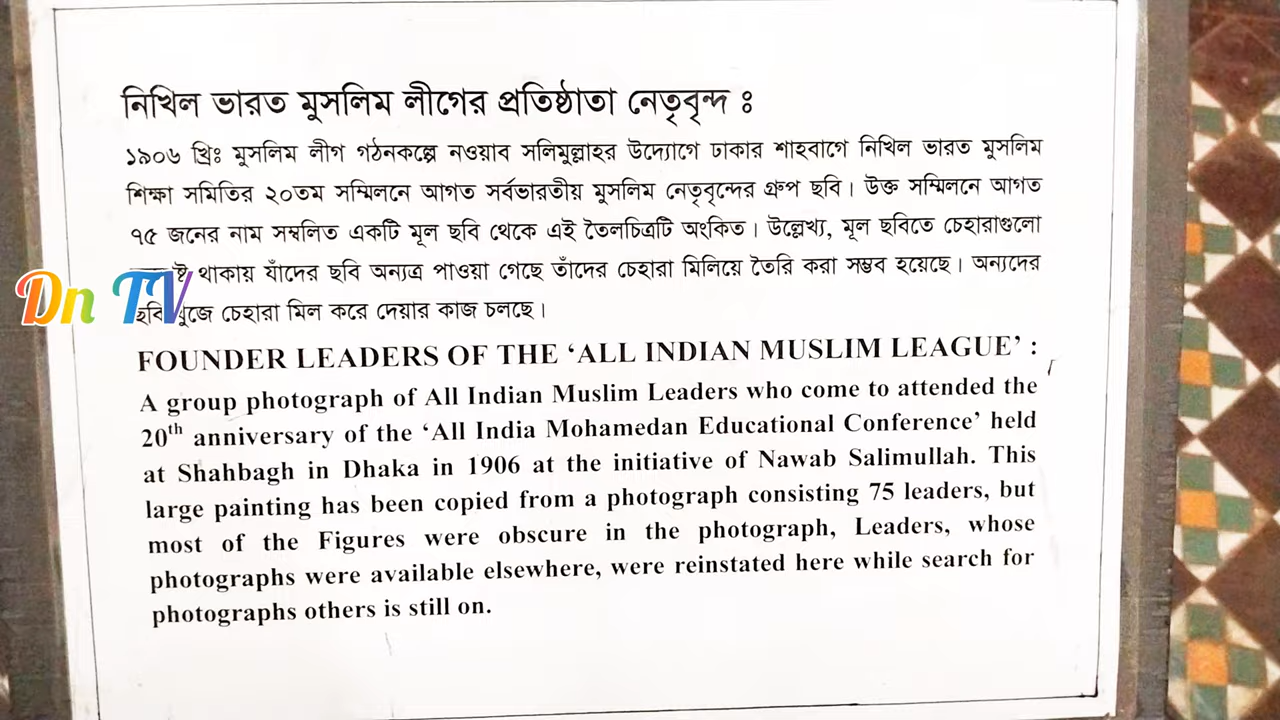 নিখিল ভারত মুসলিম লীগের প্রতিষ্ঠাতা নেতৃবৃন্দ ঃ
১৯০৬ খ্রিঃ মুসলিম লীগ গঠনকল্পে নওয়াব সলিমুল্লাহর উদ্যোগে ঢাকার শাহবাগে নিখিল ভারত মুসলিম
শিক্ষা সমিতির ২০তম সম্মিলনে আগত সর্বভারতীয় মুসলিম নেতৃবৃন্দের গ্রুপ ছবি। উক্ত সম্মিলনে আগত
৭৫ জনের নাম সম্বলিত একটি মূল ছবি থেকে এই তৈলচিত্রটি অংকিত। উল্লেখ্য, মূল ছবিতে চেহারাগুলো
থাকায় যাঁদের ছবি অন্যত্র পাওয়া গেছে তাঁদের চেহারা মিলিয়ে তৈরি করা সম্ভব হয়েছে। অন্যদের
Dn TV
ছবি খুঁজে চেহারা মিল করে দেয়ার কাজ চলছে।
FOUNDER LEADERS OF THE ‘ALL INDIAN MUSLIM LEAGUE’ :
A group photograph of All Indian Muslim Leaders who come to attended the
20th anniversary of the ‘All India Mohamedan Educational Conference’ held
at Shahbagh in Dhaka in 1906 at the initiative of Nawab Salimullah. This
large painting has been copied from a photograph consisting 75 leaders, but
most of the Figures were obscure in the photograph, Leaders, whose
photographs were available elsewhere, were reinstated here while search for
photographs others is still on.